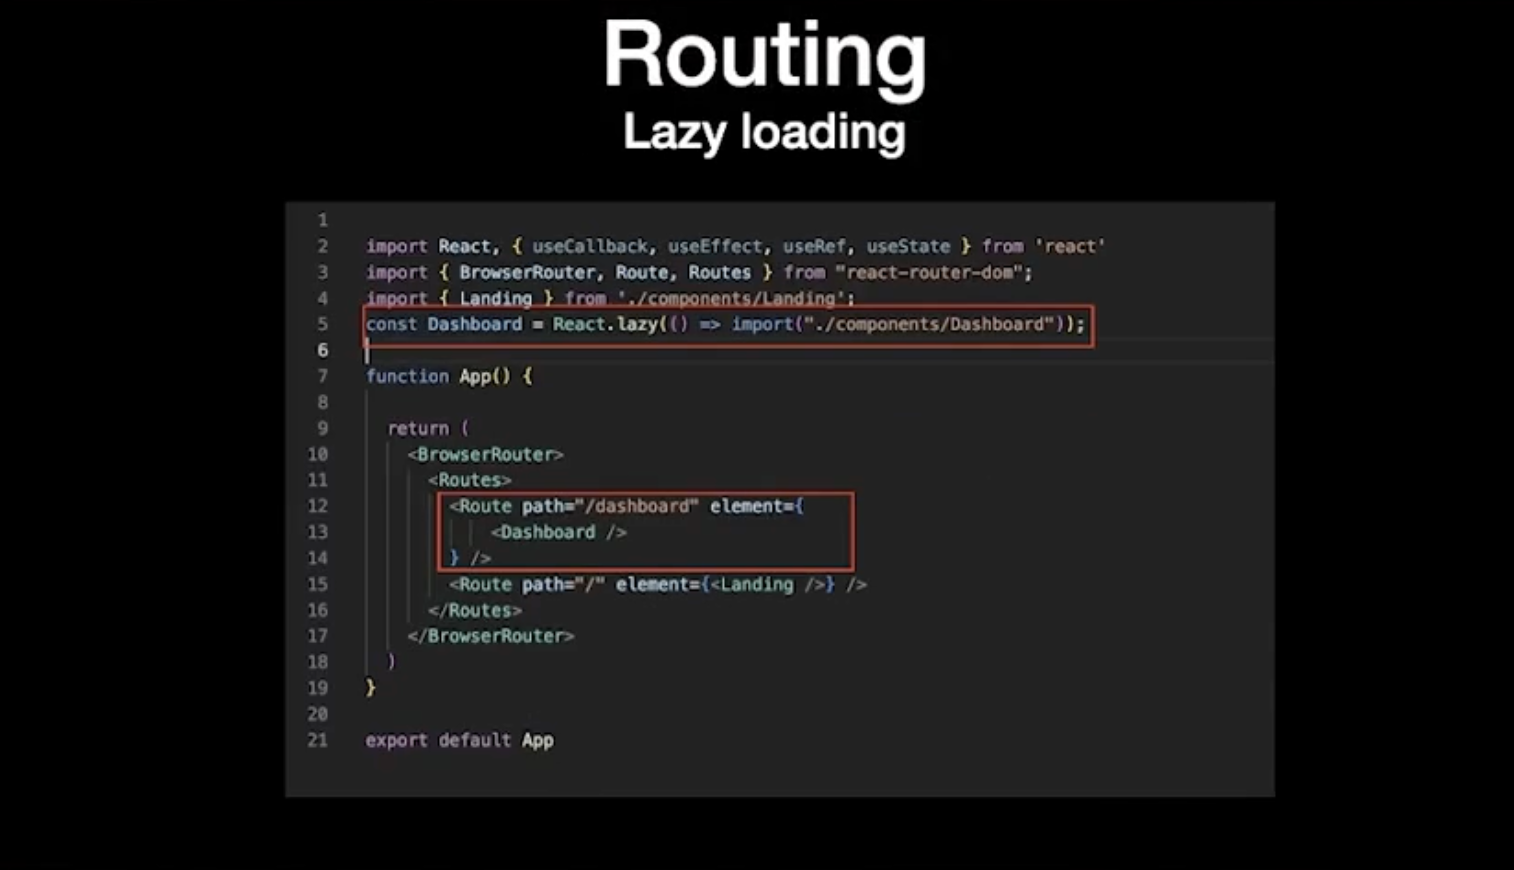 Routing
Lazy loading
1
2 import React, { useCallback, useEffect, useRef, useState } from 'react'
3 import { BrowserRouter, Route, Routes } from "react-router-dom";
4 import { Landing } from './components/Landing';
5 const Dashboard = React.lazy(() => import("./components/Dashboard"));
6
7 function App() {
8
9 return (
10 <BrowserRouter>
11 <Routes>
12 <Route path="/dashboard" element={
13 <Dashboard />
14 } />
15 <Route path="/" element={<Landing />} />
16 </Routes>
17 </BrowserRouter>
18 )
19 }
20
21 export default App